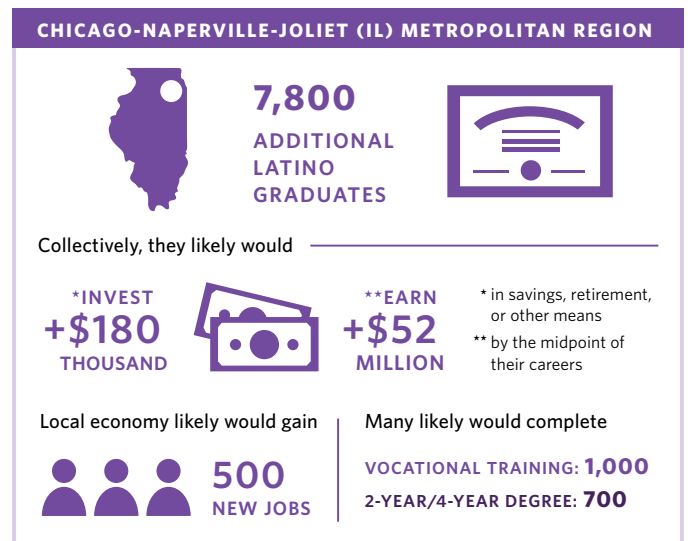 CHICAGO-NAPERVILLE-JOLIET (IL) METROPOLITAN REGION
7,800
ADDITIONAL
LATINO
GRADUATES
Collectively, they likely would
*INVEST
+$180
THOUSAND
**EARN
+$52
MILLION
* in savings, retirement,
or other means
** by the midpoint of
their careers
Local economy likely would gain
500
NEW JOBS
Many likely would complete
VOCATIONAL TRAINING: 1,000
2-YEAR/4-YEAR DEGREE: 700